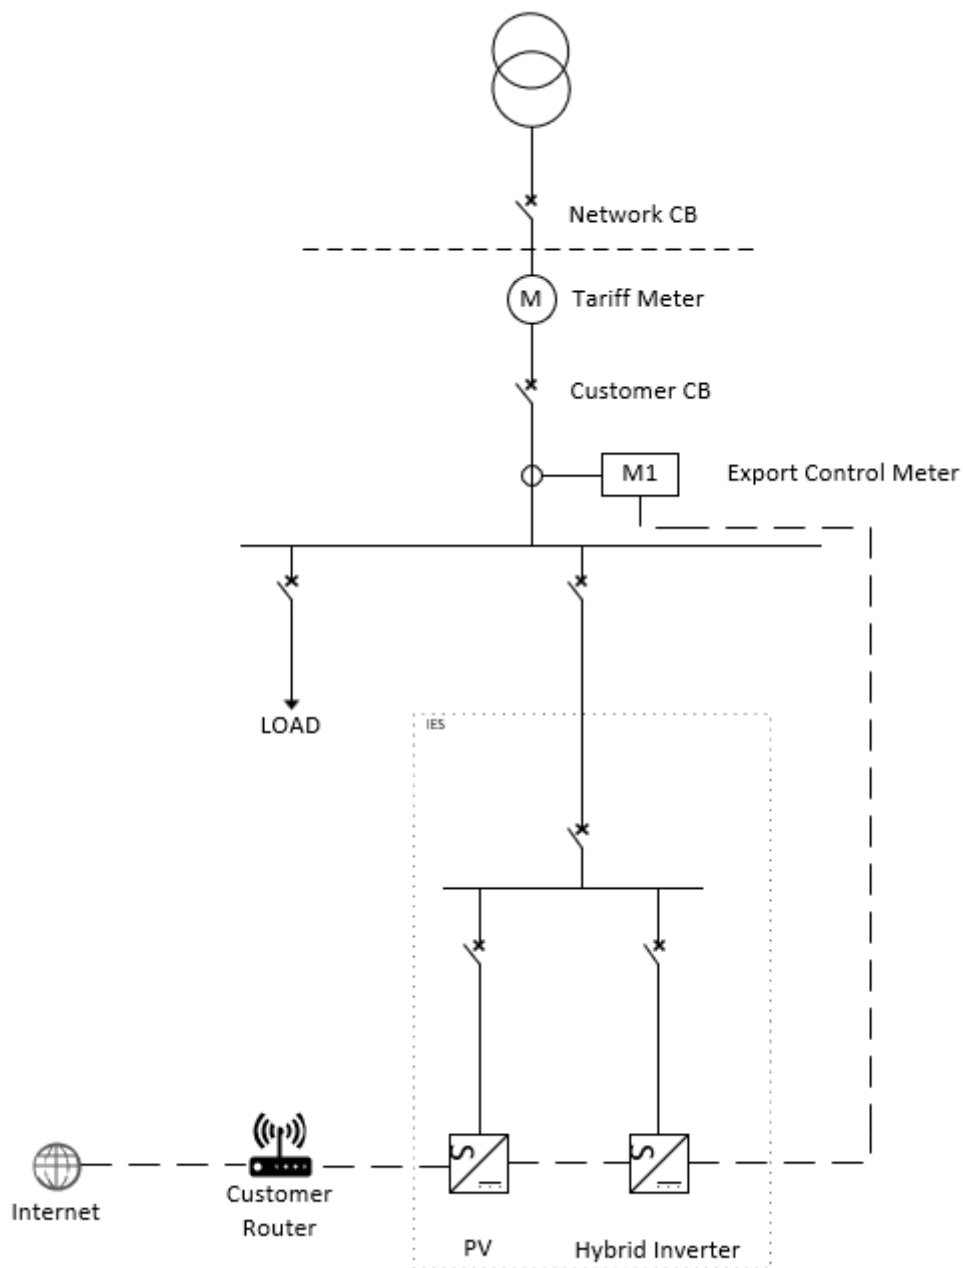 Network CB
M
Tariff Meter
Customer CB
M1
Export Control Meter
LOAD
IES
Internet
Customer
Router
PV
Hybrid Inverter